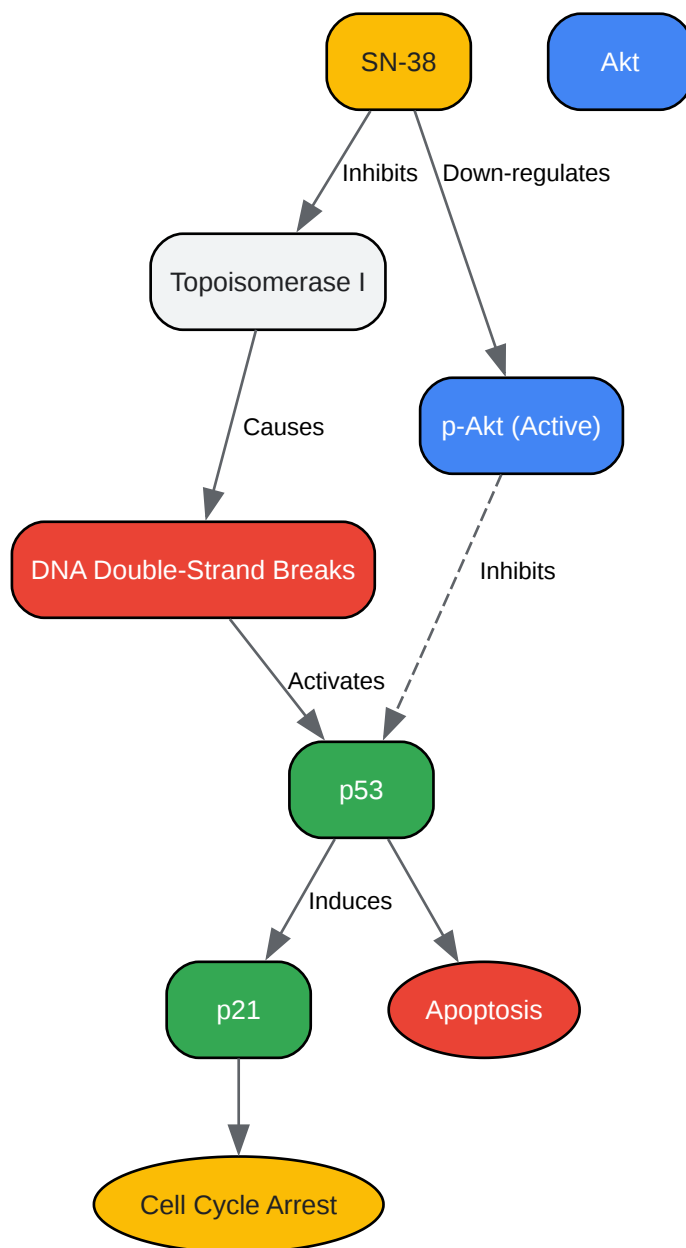 SN-38
Akt
Inhibits
Down-regulates
Topoisomerase I
Causes
p-Akt (Active)
DNA Double-Strand Breaks
Inhibits
Activates
p53
Induces
p21
Apoptosis
Cell Cycle Arrest